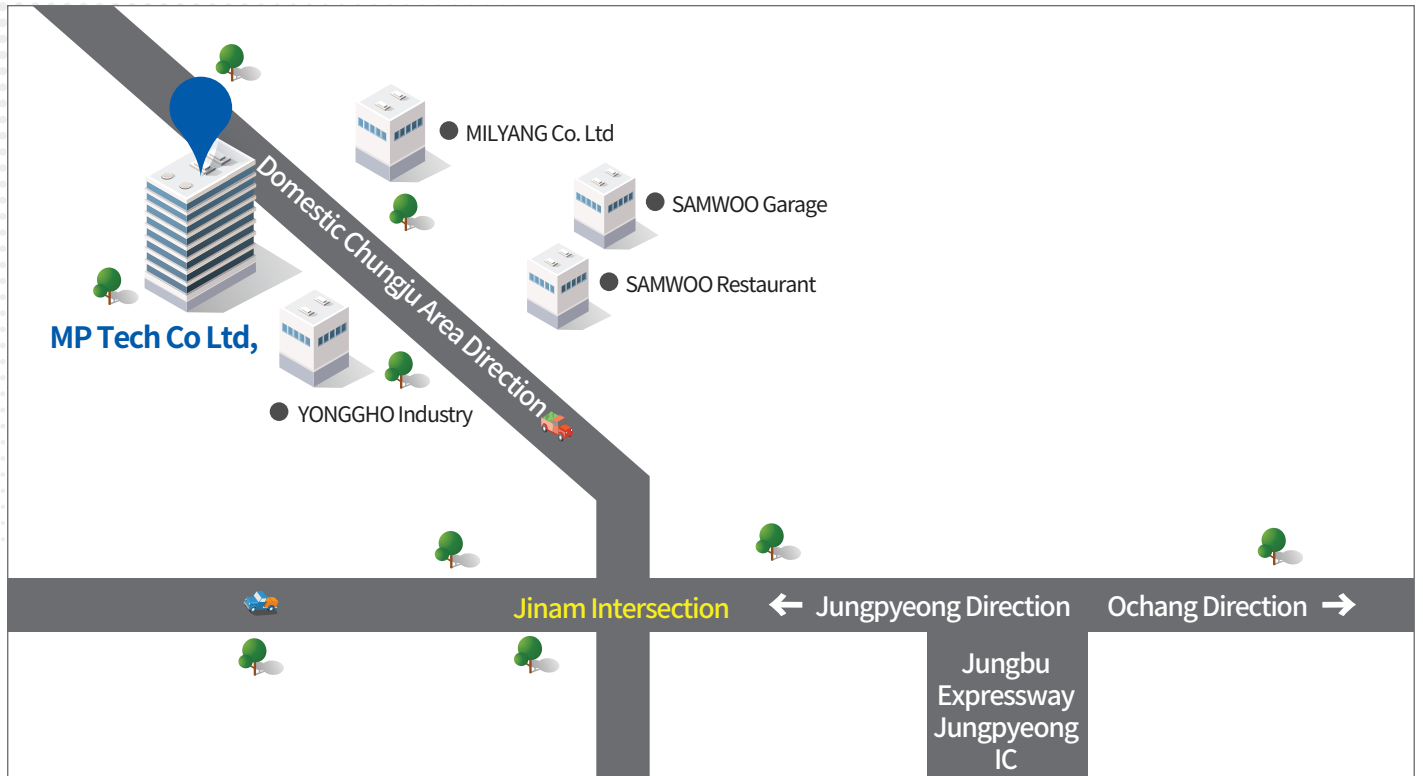 MILYANG Co. Ltd
SAMWOO Garage
Domestic Chungju Area Direction
SAMWOO Restaurant
MP Tech Co Ltd,
YONGGHO Industry
Jinam Intersection
← Jungpyeong Direction
Ochang Direction →
Jungbu
Expressway
Jungpyeong
IC